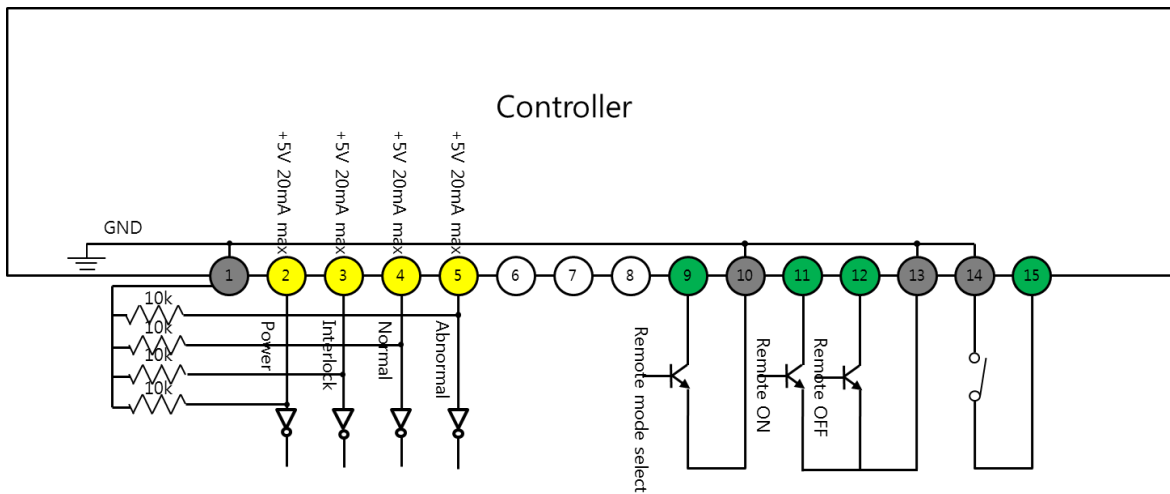 Controller
+5V 20mA max
+5V 20mA max
+5V 20mA max
+5V 20mA max
GND
1 2 3 4 5 6 7 8 9 10 11 12 13 14 15
10k
10k
10k
10k
Power
Interlock
Normal
Abnormal
Remote mode select
Remote ON
Remote OFF